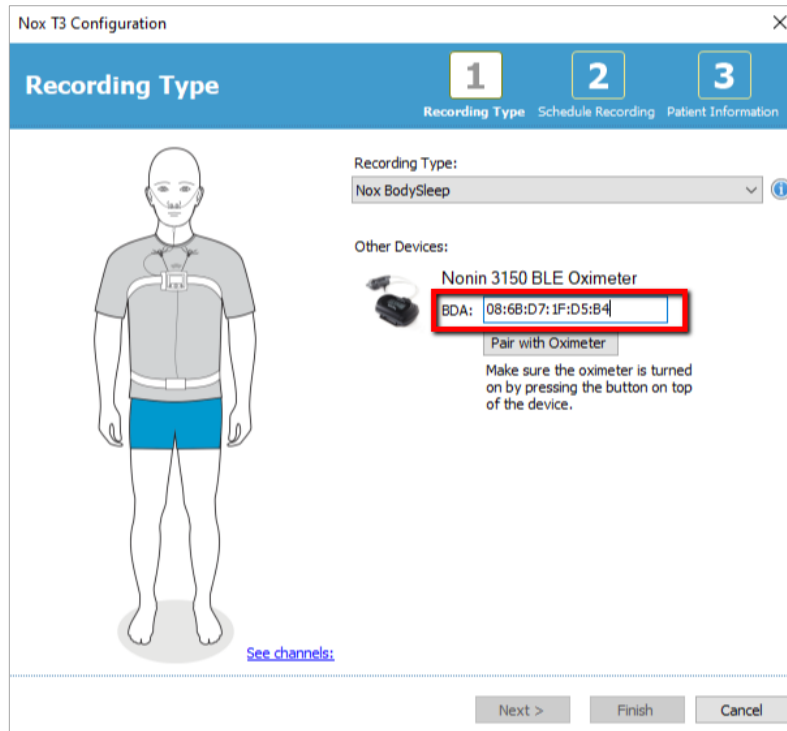 Nox T3 Configuration
Recording Type
1
Recording Type
2
Schedule Recording
3
Patient Information
Recording Type:
Nox BodySleep
Other Devices:
Nonin 3150 BLE Oximeter
BDA: 08:6B:D7:1F:D5:B4
Pair with Oximeter
Make sure the oximeter is turned
on by pressing the button on top
of the device.
See channels:
Next >
Finish
Cancel